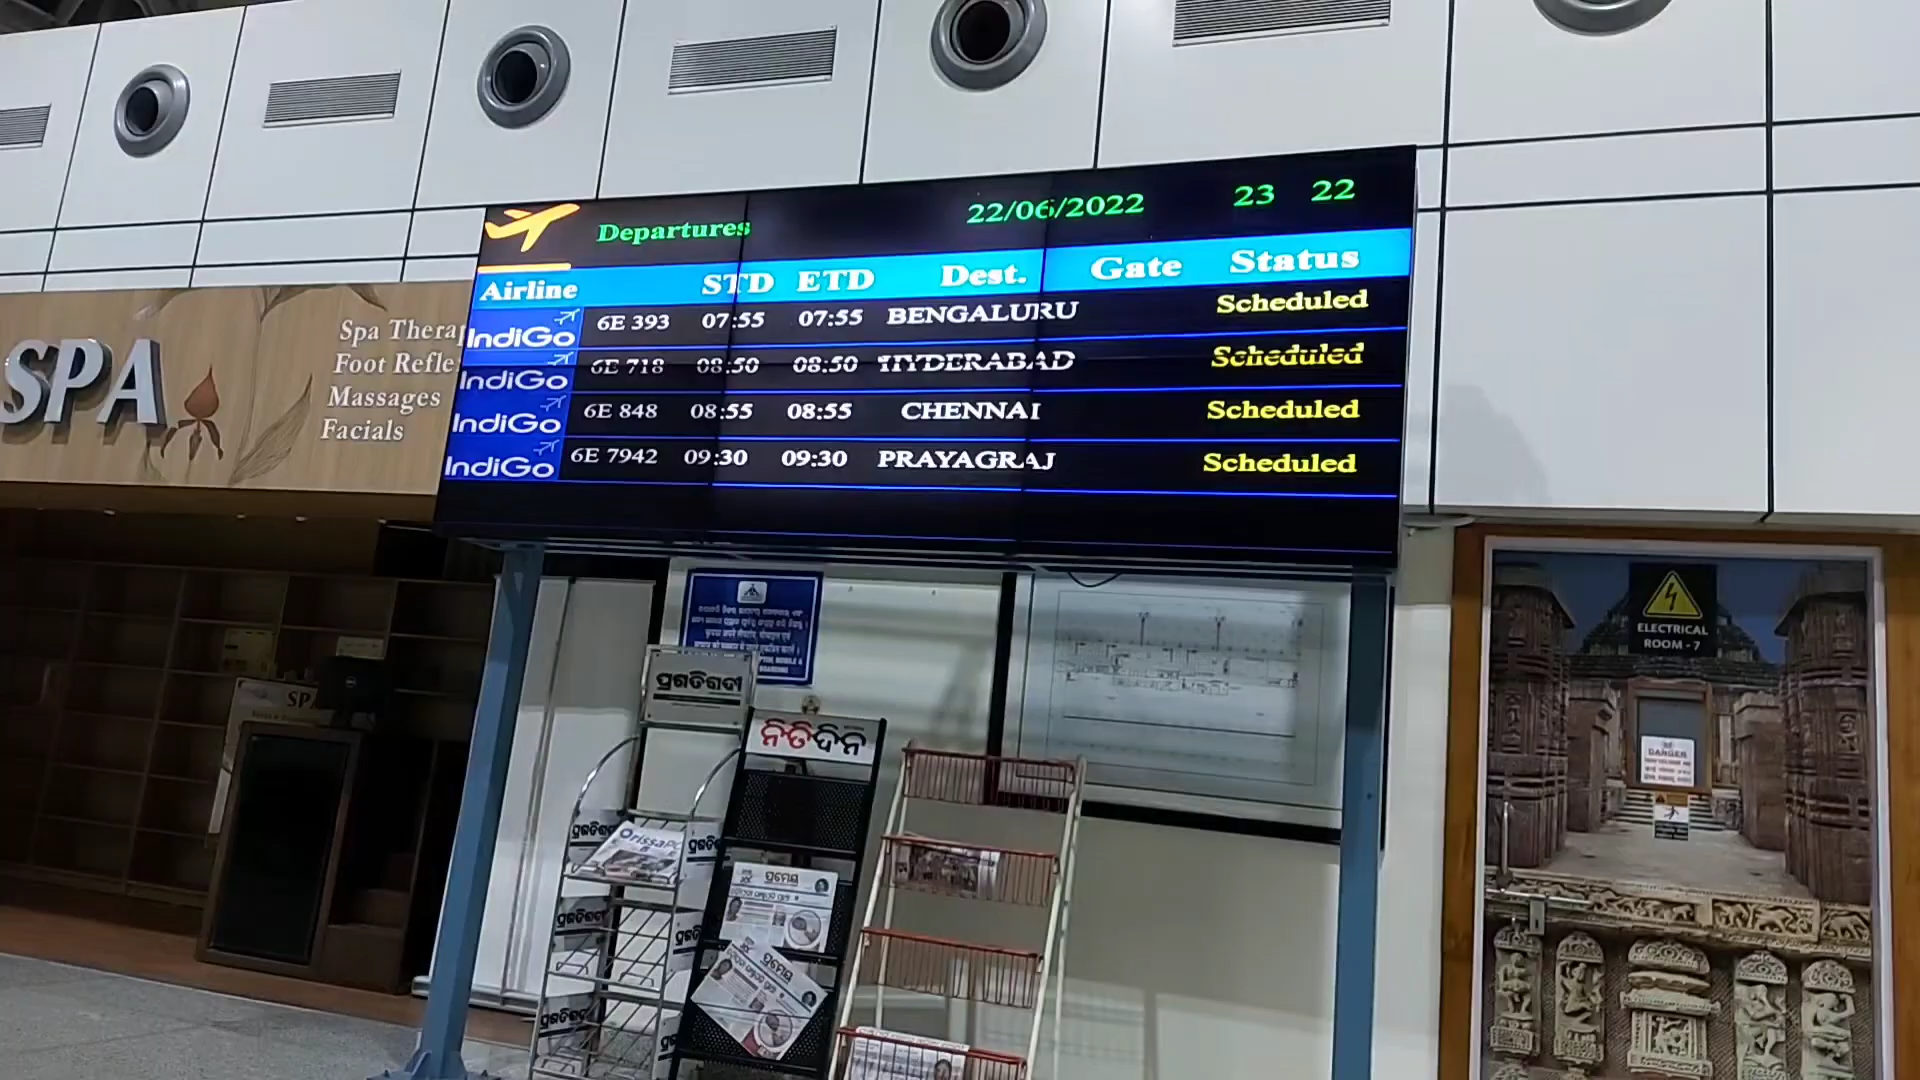 Departures 22/06/2022 23 22
Airline STD ETD Dest. Gate Status
IndiGo 6E 393 07:55 07:55 BENGALURU Scheduled
IndiGo 6E 718 08:50 08:50 HYDERABAD Scheduled
IndiGo 6E 848 08:55 08:55 CHENNAI Scheduled
IndiGo 6E 7942 09:30 09:30 PRAYAGRAJ Scheduled
SPA
Spa Therap
Foot Refle
Massages
Facials
ELECTRICAL
ROOM - 7
DANGER
ପ୍ରଗତିବାଦୀ
ନିତିଦିନ
OrissaPO
ପ୍ରମେୟ
ପ୍ରମେୟ
SPA